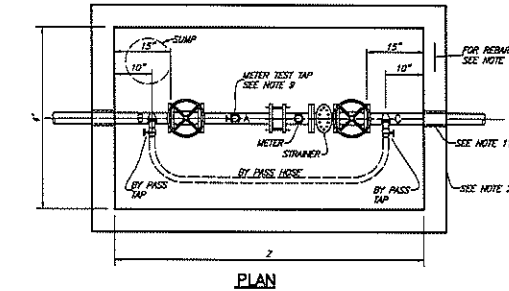 15"
SUMP
15"
10"
10"
FOR REBAR
SEE NOTE
METER TEST TAP
SEE NOTE 9
A
C
METER
STRAINER
SEE NOTE 1
BY PASS
TAP
BY PASS HOSE
BY PASS
TAP
SEE NOTE 2
Z
PLAN